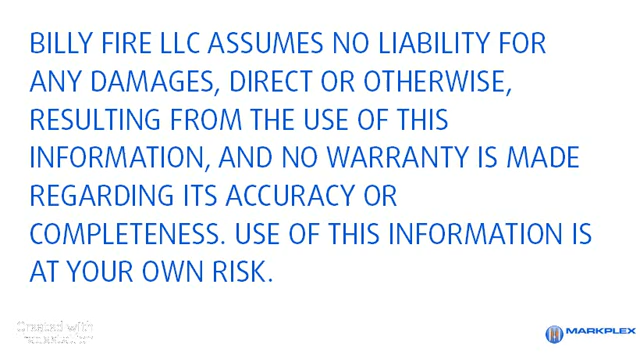 BILLY FIRE LLC ASSUMES NO LIABILITY FOR
ANY DAMAGES, DIRECT OR OTHERWISE,
RESULTING FROM THE USE OF THIS
INFORMATION, AND NO WARRANTY IS MADE
REGARDING ITS ACCURACY OR
COMPLETENESS. USE OF THIS INFORMATION IS
AT YOUR OWN RISK.
Created with
MARKPLEX